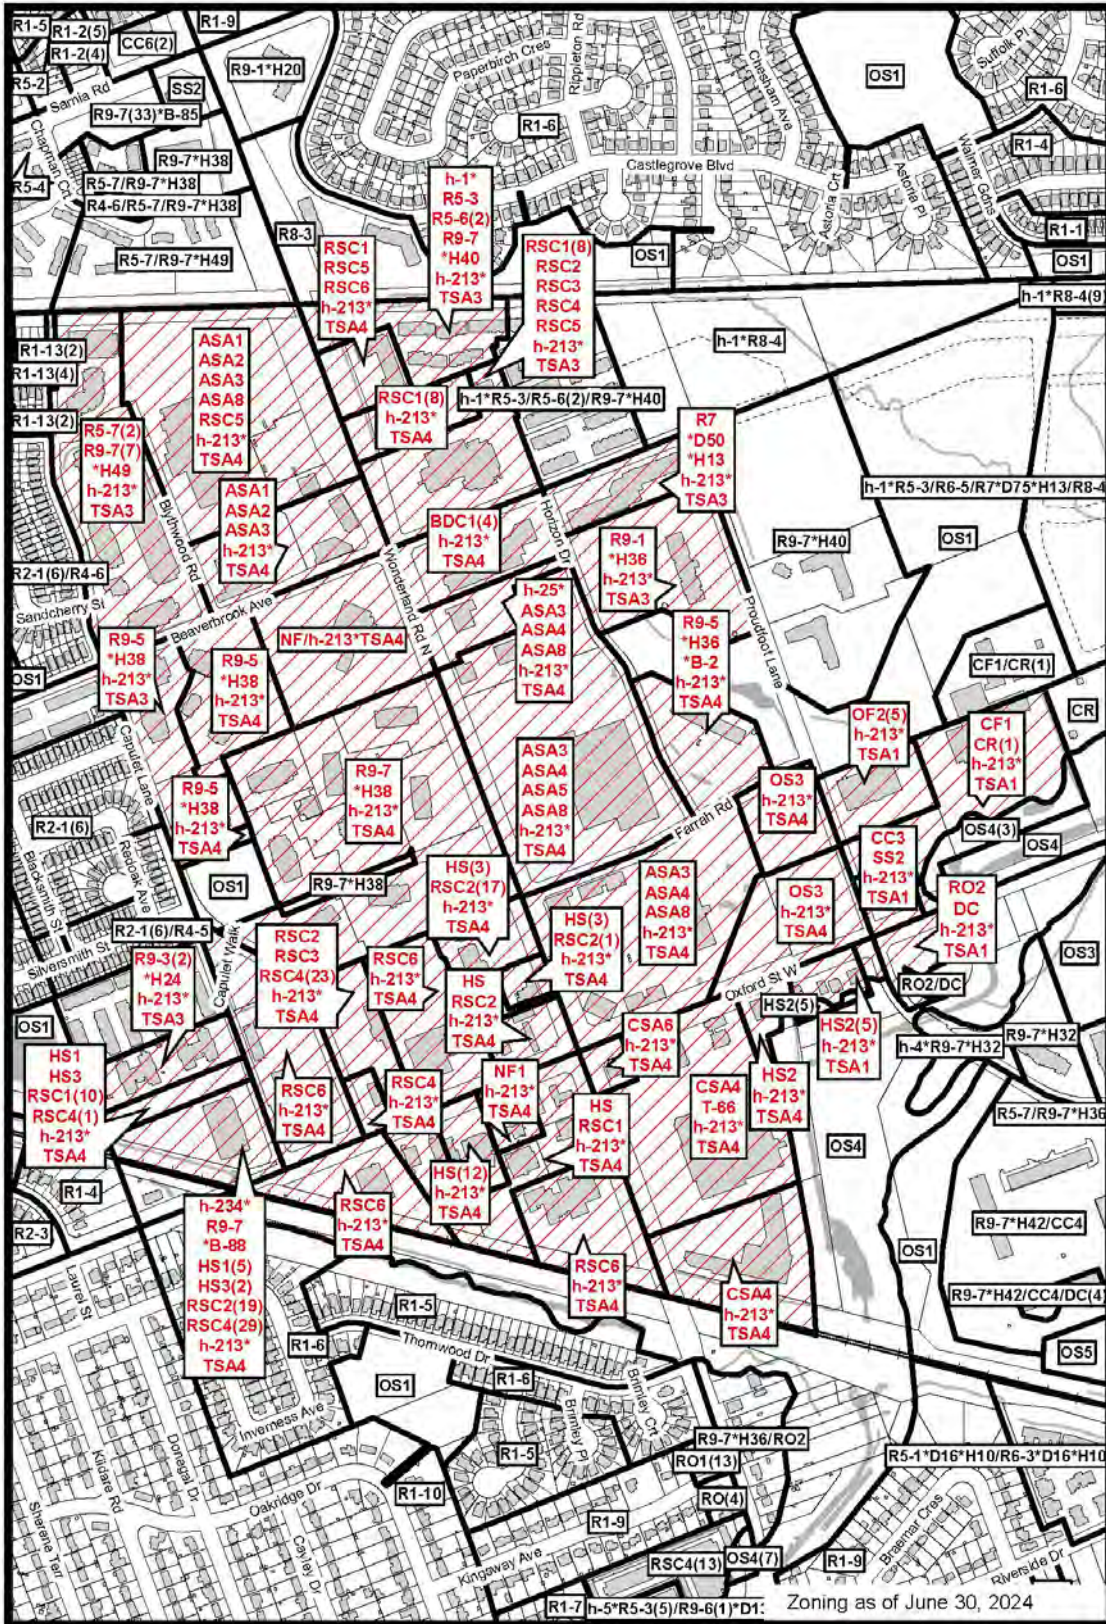 R1-5
R1-2(5)
R1-2(4)
CC6(2)
R1-9
R5-2
SS2
R9-1*H20
Sarnia Rd
R9-7(33)*B-85
Chapman Crt
R9-7*H38
R5-4
R5-7/R9-7*H38
R4-6/R5-7/R9-7*H38
R5-7/R9-7*H49
R8-3
Paperbirch Cres
Rippleton Rd
Chesham Ave
R1-6
Castlegrove Blvd
OS1
Suffolk Pl
R1-6
R1-4
Walmer Gdns
Astoria Crt
Astoria Pl
R1-1
OS1
OS1
h-1*R8-4(9)
h-1*
R5-3
R5-6(2)
R9-7
*H40
h-213*
TSA3
RSC1
RSC5
RSC6
h-213*
TSA4
RSC1(8)
RSC2
RSC3
RSC4
RSC5
h-213*
TSA3
h-1*R8-4
R1-13(2)
R1-13(4)
R1-13(2)
ASA1
ASA2
ASA3
ASA8
RSC5
h-213*
TSA4
RSC1(8)
h-213*
TSA4
h-1*R5-3/R5-6(2)/R9-7*H40
R5-7(2)
R9-7(7)
*H49
h-213*
TSA3
R7
*D50
*H13
h-213*
TSA3
h-1*R5-3/R6-5/R7*D75*H13/R8-4
ASA1
ASA2
ASA3
h-213*
TSA4
Blythwood Rd
BDC1(4)
h-213*
TSA4
Horizon Dr
R9-1
*H36
h-213*
TSA3
R9-7*H40
OS1
R2-1(6)/R4-6
Sandcherry St
Beaverbrook Ave
Wonderland Rd N
Proudfoot Lane
h-25*
ASA3
ASA4
ASA8
h-213*
TSA4
R9-5
*H36
*B-2
h-213*
TSA4
NF/h-213*TSA4
R9-5
*H38
h-213*
TSA3
R9-5
*H38
h-213*
TSA4
OS1
CF1/CR(1)
CR
OF2(5)
h-213*
TSA1
CF1
CR(1)
h-213*
TSA1
Capulet Lane
R9-5
*H38
h-213*
TSA4
R9-7
*H38
h-213*
TSA4
ASA3
ASA4
ASA5
ASA8
h-213*
TSA4
OS3
h-213*
TSA4
Farrah Rd
R2-1(6)
Blacksmith St
Redoak Ave
OS4(3)
OS4
CC3
SS2
h-213*
TSA1
OS1
R9-7*H38
HS(3)
RSC2(17)
h-213*
TSA4
ASA3
ASA4
ASA8
h-213*
TSA4
OS3
h-213*
TSA4
RO2
DC
h-213*
TSA1
Silversmith St
R2-1(6)/R4-5
HS(3)
RSC2(1)
h-213*
TSA4
R9-3(2)
*H24
h-213*
TSA3
Capulet Walk
RSC2
RSC3
RSC4(23)
h-213*
TSA4
RSC6
h-213*
TSA4
HS
RSC2
h-213*
TSA4
Oxford St W
HS2(5)
RO2/DC
OS3
OS1
CSA6
h-213*
TSA4
HS2(5)
h-213*
TSA1
h-4*R9-7*H32
R9-7*H32
HS1
HS3
RSC1(10)
RSC4(1)
h-213*
TSA4
RSC6
h-213*
TSA4
RSC4
h-213*
TSA4
NF1
h-213*
TSA4
HS
RSC1
h-213*
TSA4
CSA4
T-66
h-213*
TSA4
HS2
h-213*
TSA4
R5-7/R9-7*H36
OS4
R1-4
HS(12)
h-213*
TSA4
R2-3
h-234*
R9-7
*B-88
HS1(5)
HS3(2)
RSC2(19)
RSC4(29)
h-213*
TSA4
RSC6
h-213*
TSA4
RSC6
h-213*
TSA4
CSA4
h-213*
TSA4
R9-7*H42/CC4
OS1
R9-7*H42/CC4/DC(4)
OS5
Laurel St
R1-5
R1-6
Thornwood Dr
OS1
R1-6
Brimley Crt
Brimley Pl
Inverness Ave
R1-5
R9-7*H36/RO2
RO1(13)
R5-1*D16*H10/R6-3*D16*H10
Kildare Rd
Donegal Dr
Oakridge Dr
R1-10
RO(4)
Sherene Terr
Cayley Dr
R1-9
Kingsway Ave
RSC4(13)
OS4(7)
R1-9
Braemar Cres
Riverside Dr
R1-7
h-5*R5-3(5)/R9-6(1)*D1
Zoning as of June 30, 2024